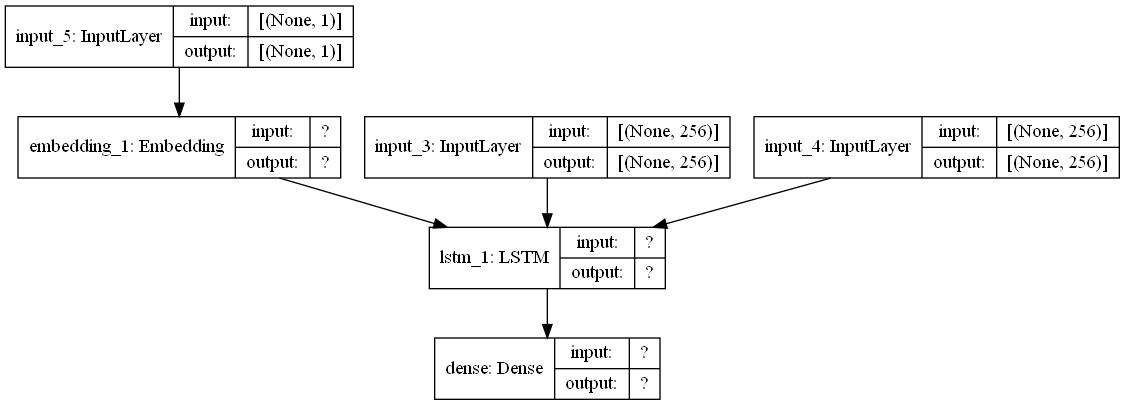 input_5: InputLayer
input: [(None, 1)]
output: [(None, 1)]
embedding_1: Embedding
input: ?
output: ?
input_3: InputLayer
input: [(None, 256)]
output: [(None, 256)]
input_4: InputLayer
input: [(None, 256)]
output: [(None, 256)]
lstm_1: LSTM
input: ?
output: ?
dense: Dense
input: ?
output: ?